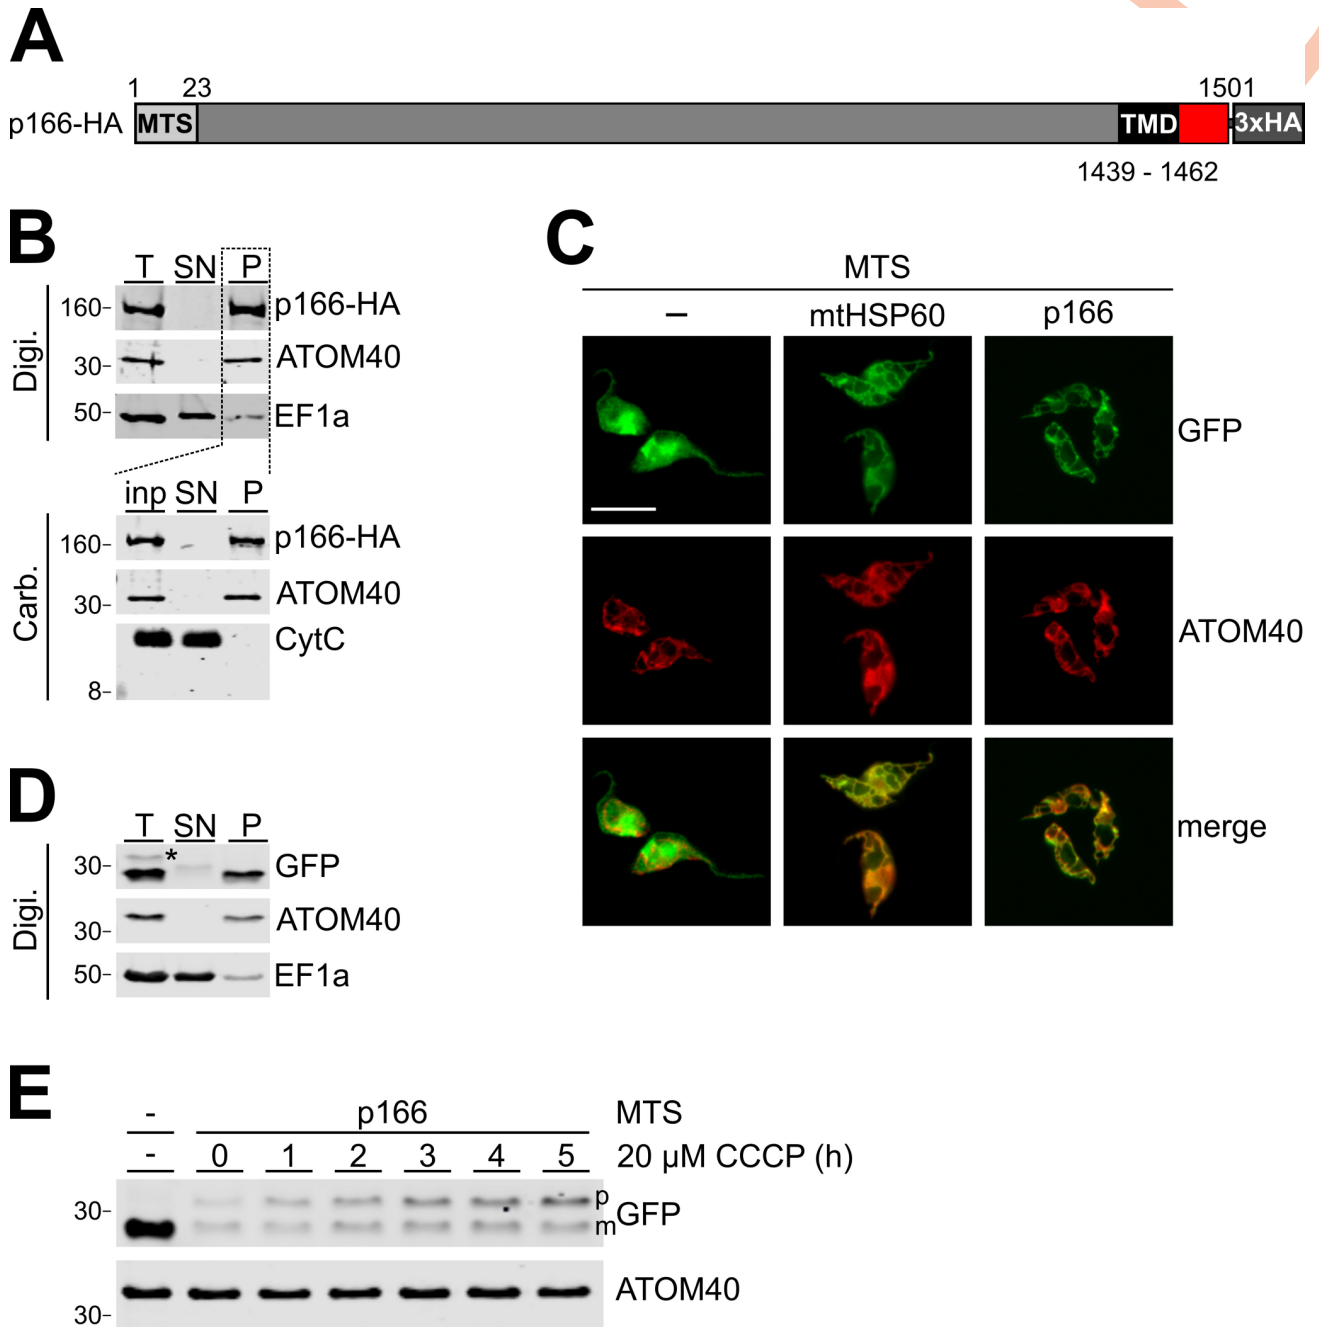 A
1 23 1501
p166-HA MTS TMD 3xHA
1439 - 1462
B
T SN P
Digi.
160- p166-HA
30- ATOM40
50- EF1a
inp SN P
Carb.
160- p166-HA
30- ATOM40
CytC
8-
C
MTS
– mtHSP60 p166
GFP
ATOM40
merge
D
T SN P
Digi.
30- * GFP
30- ATOM40
50- EF1a
E
- p166 MTS
- 0 1 2 3 4 5 20 µM CCCP (h)
30- p
m GFP
ATOM40
30-